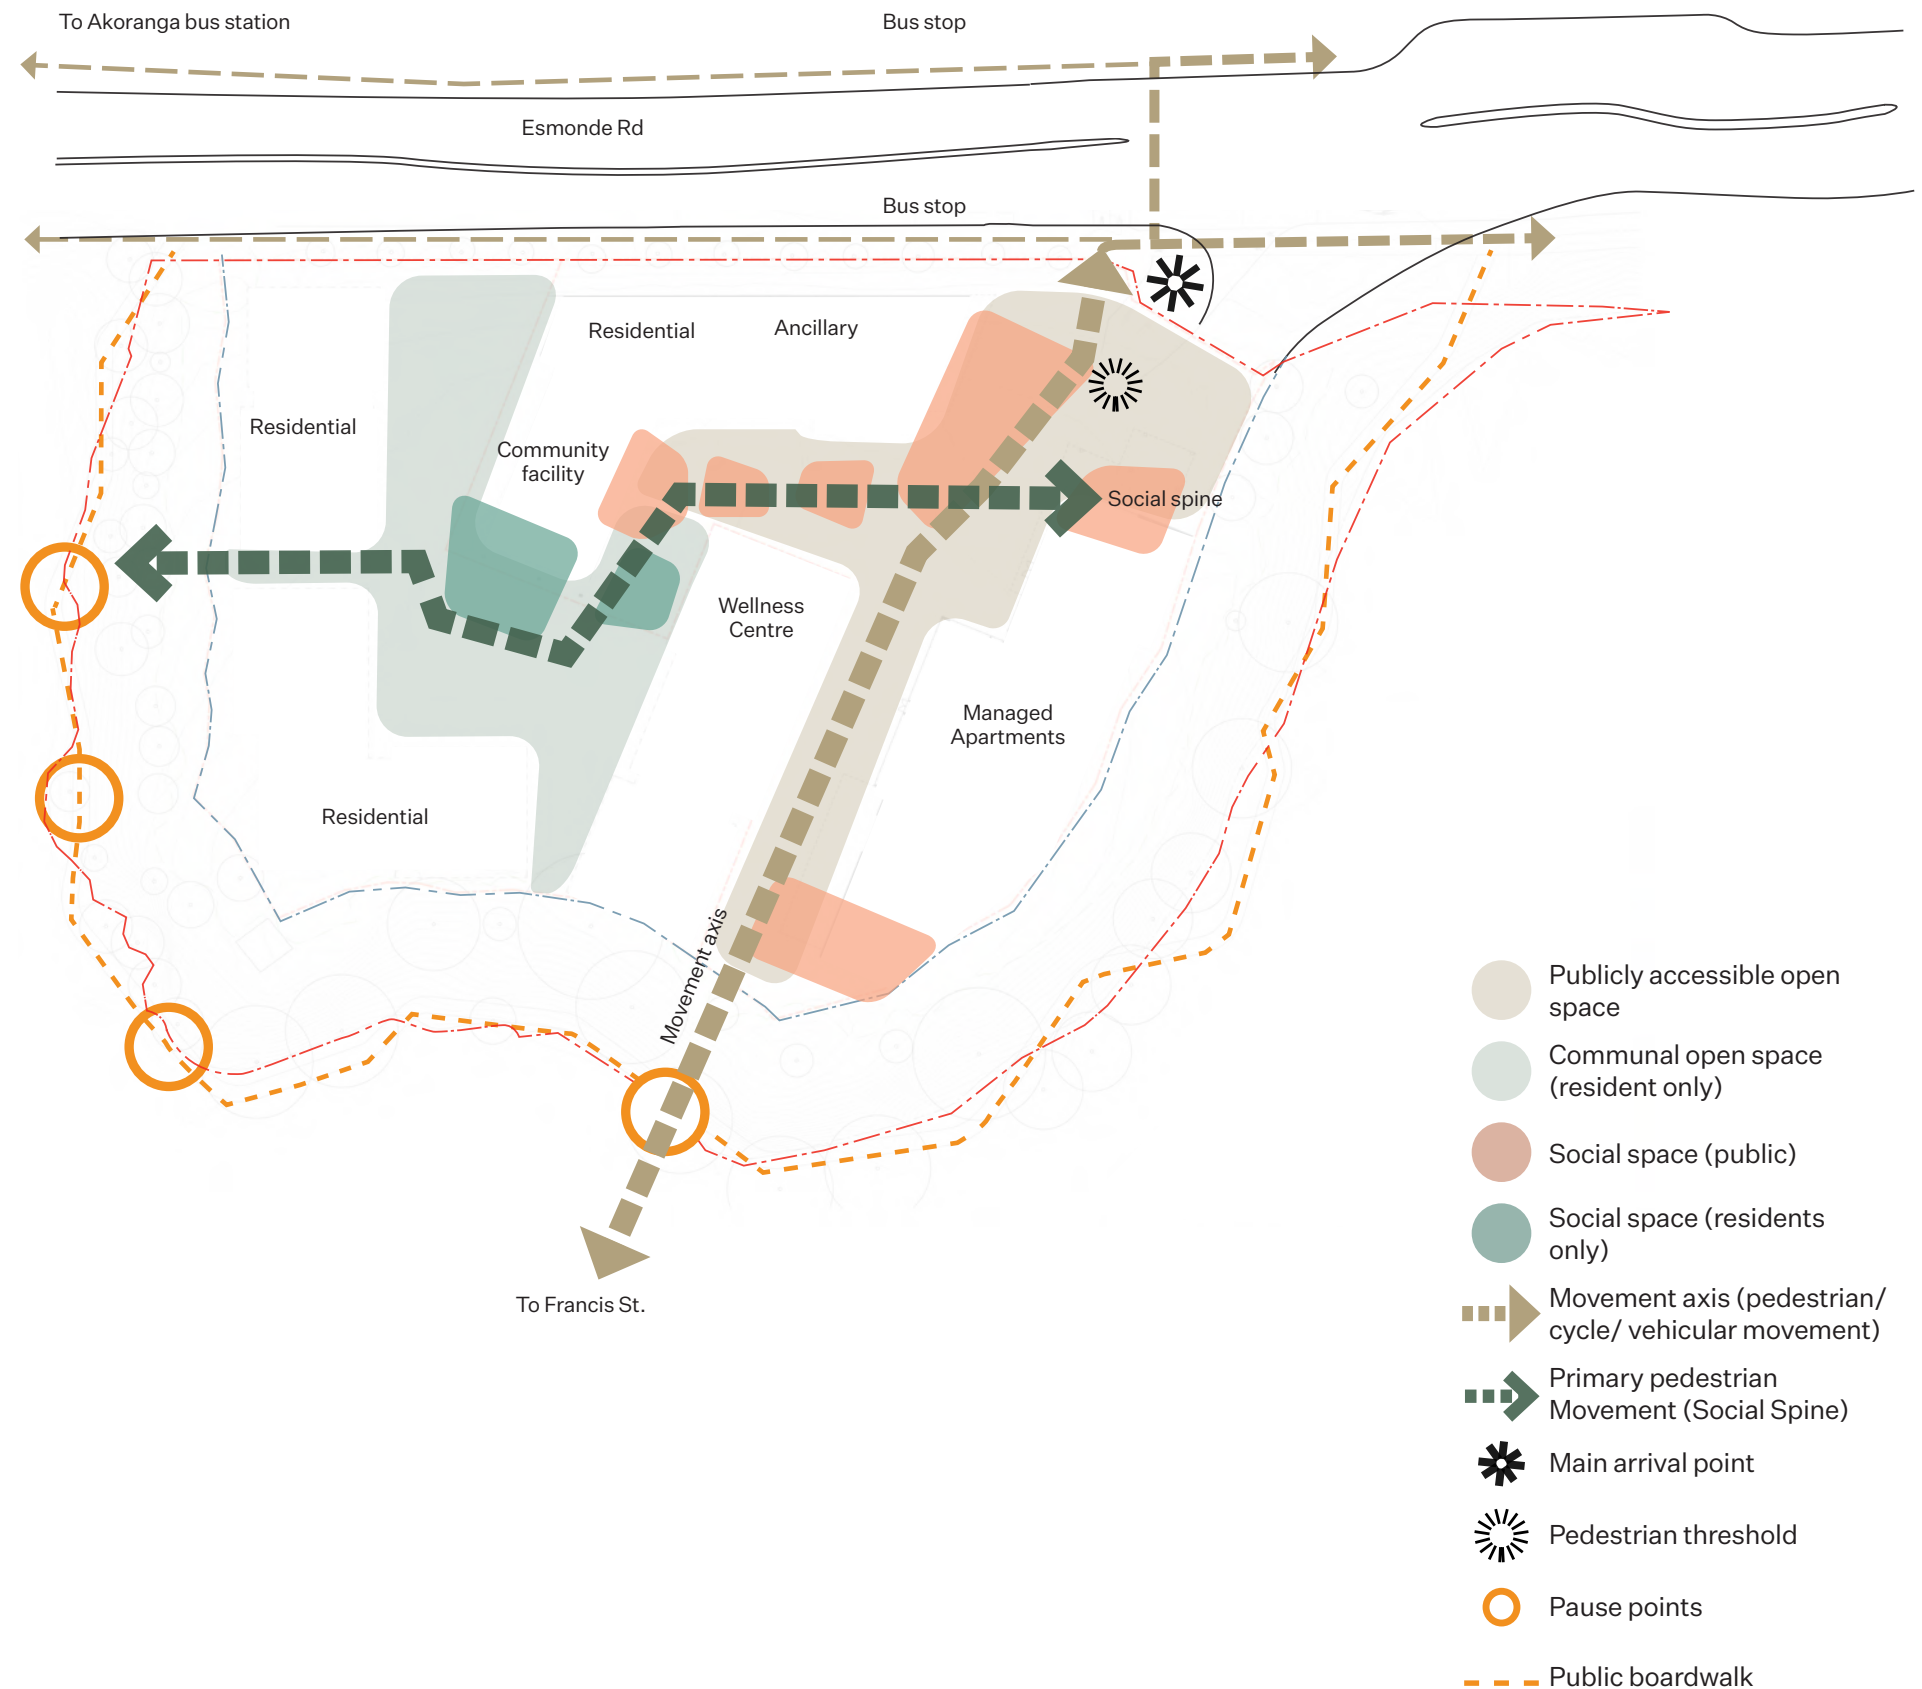 To Akoranga bus station
Bus stop
Esmonde Rd
Bus stop
Residential
Ancillary
Residential
Community
facility
Social spine
Wellness
Centre
Managed
Apartments
Residential
Movement axis
To Francis St.
Publicly accessible open
space
Communal open space
(resident only)
Social space (public)
Social space (residents
only)
Movement axis (pedestrian/
cycle/ vehicular movement)
Primary pedestrian
Movement (Social Spine)
Main arrival point
Pedestrian threshold
Pause points
Public boardwalk